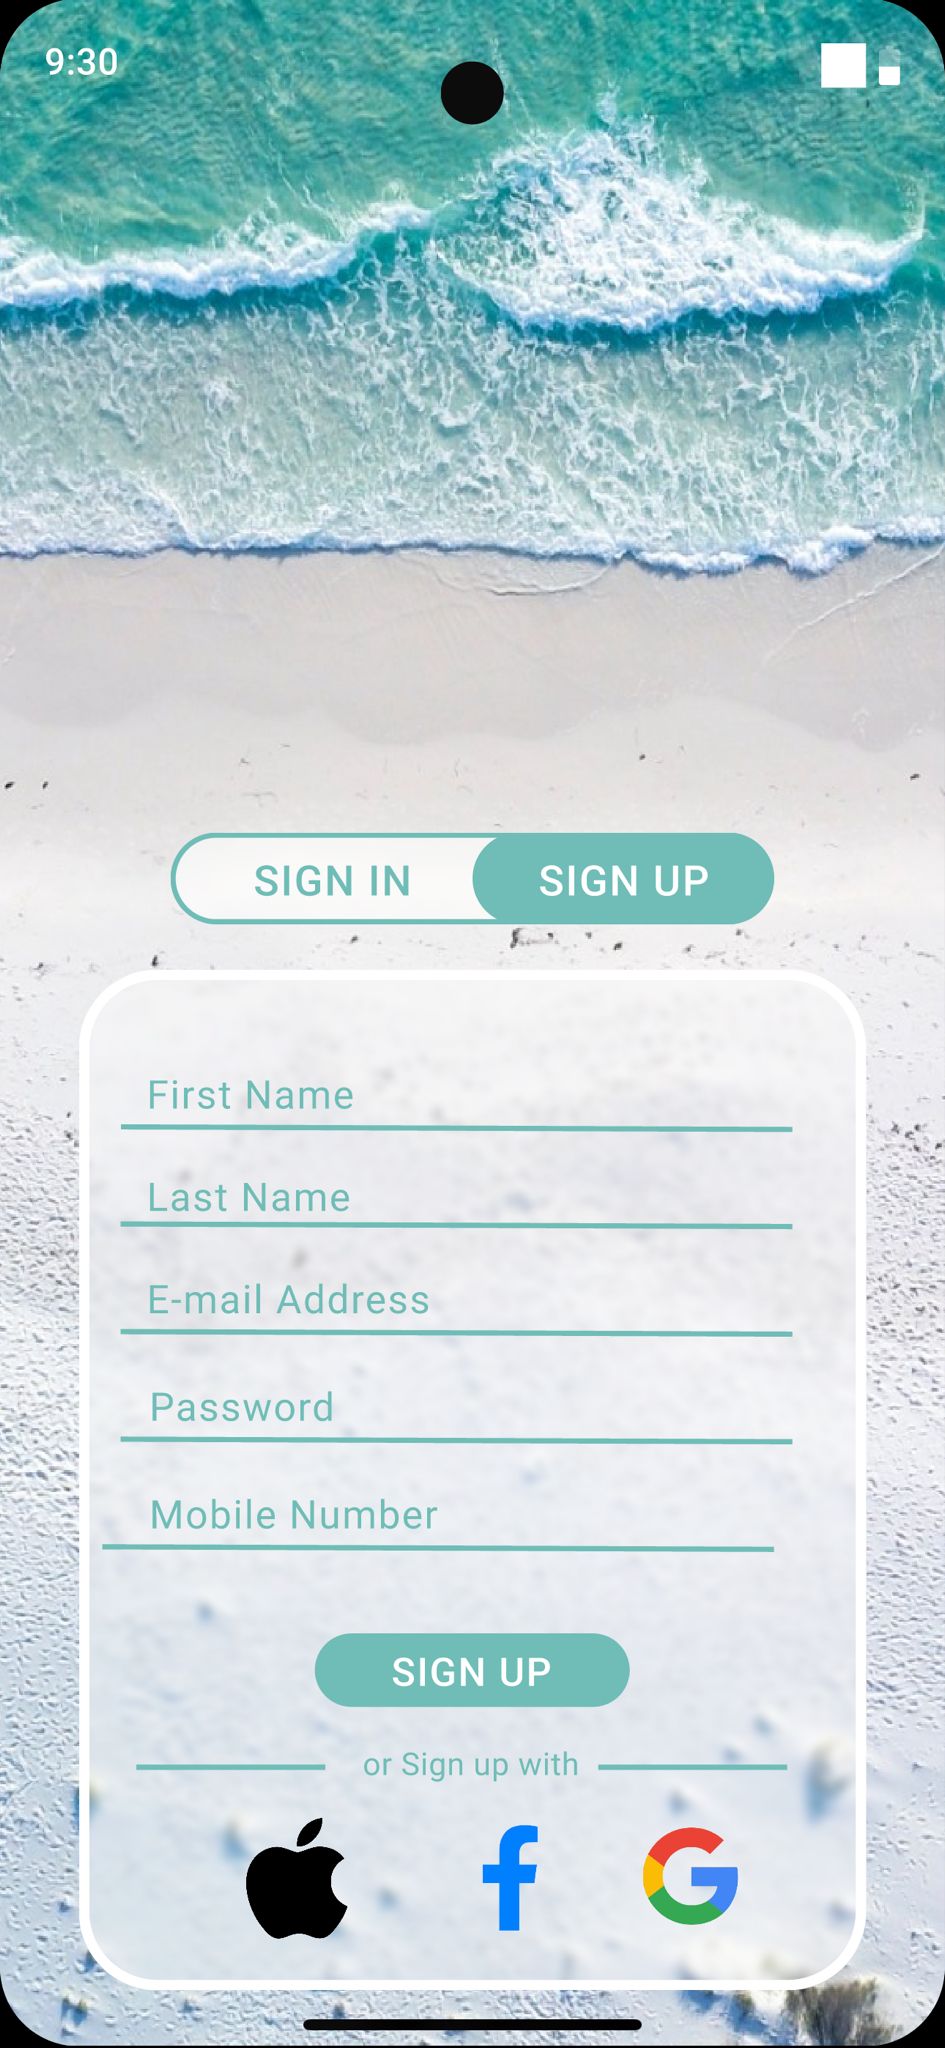 9:30
SIGN IN
SIGN UP
First Name
Last Name
E-mail Address
Password
Mobile Number
SIGN UP
or Sign up with